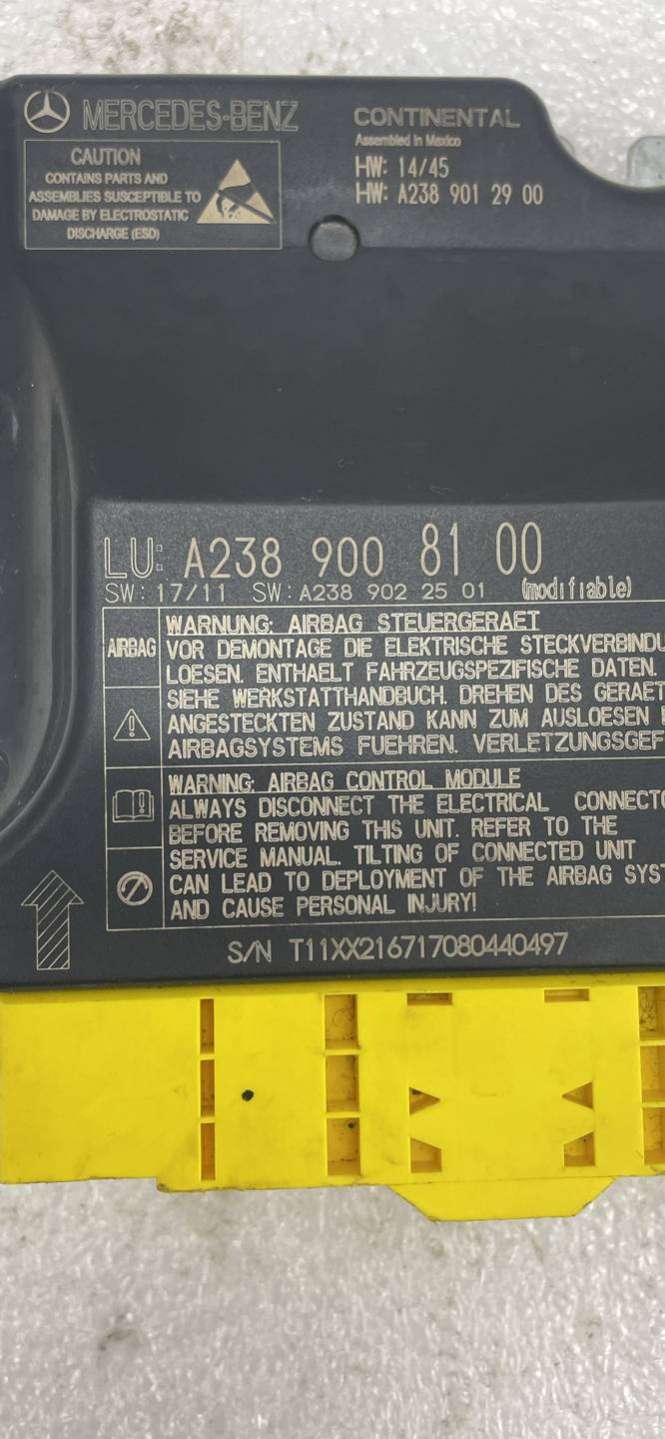 MERCEDES-BENZ
CAUTION
CONTAINS PARTS AND
ASSEMBLIES SUSCEPTIBLE TO
DAMAGE BY ELECTROSTATIC
DISCHARGE (ESD)
CONTINENTAL
Assembled in Mexico
HW: 14/45
HW: A238 901 29 00
LU: A238 900 81 00
SW: 17/11 SW: A238 902 25 01 (modifiable)
AIRBAG
WARNUNG: AIRBAG STEUERGERAET
VOR DEMONTAGE DIE ELEKTRISCHE STECKVERBINDU
LOESEN. ENTHAELT FAHRZEUGSPEZIFISCHE DATEN.
SIEHE WERKSTATTHANDBUCH. DREHEN DES GERAET
ANGESTECKTEN ZUSTAND KANN ZUM AUSLOESEN
AIRBAGSYSTEMS FUEHREN. VERLETZUNGSGEF
WARNING: AIRBAG CONTROL MODULE
ALWAYS DISCONNECT THE ELECTRICAL CONNECTO
BEFORE REMOVING THIS UNIT. REFER TO THE
SERVICE MANUAL. TILTING OF CONNECTED UNIT
CAN LEAD TO DEPLOYMENT OF THE AIRBAG SYST
AND CAUSE PERSONAL INJURY!
S/N T11XX216717080440497